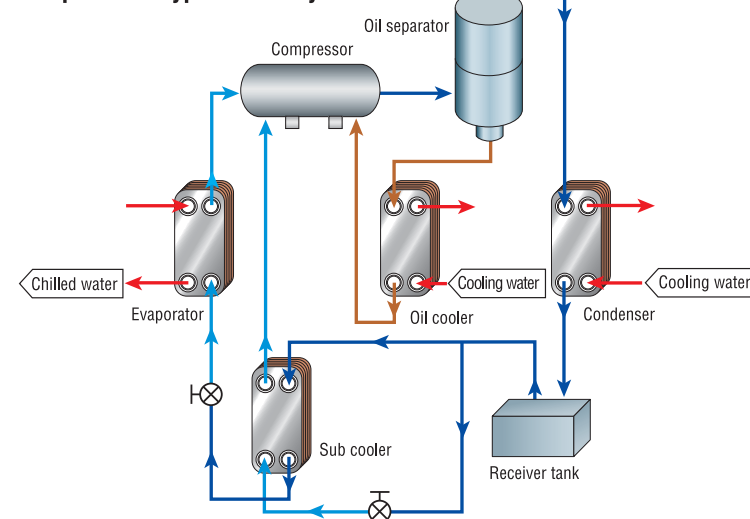 Oil separator
Compressor
Chilled water
Cooling water
Cooling water
Evaporator
Oil cooler
Condenser
Sub cooler
Receiver tank